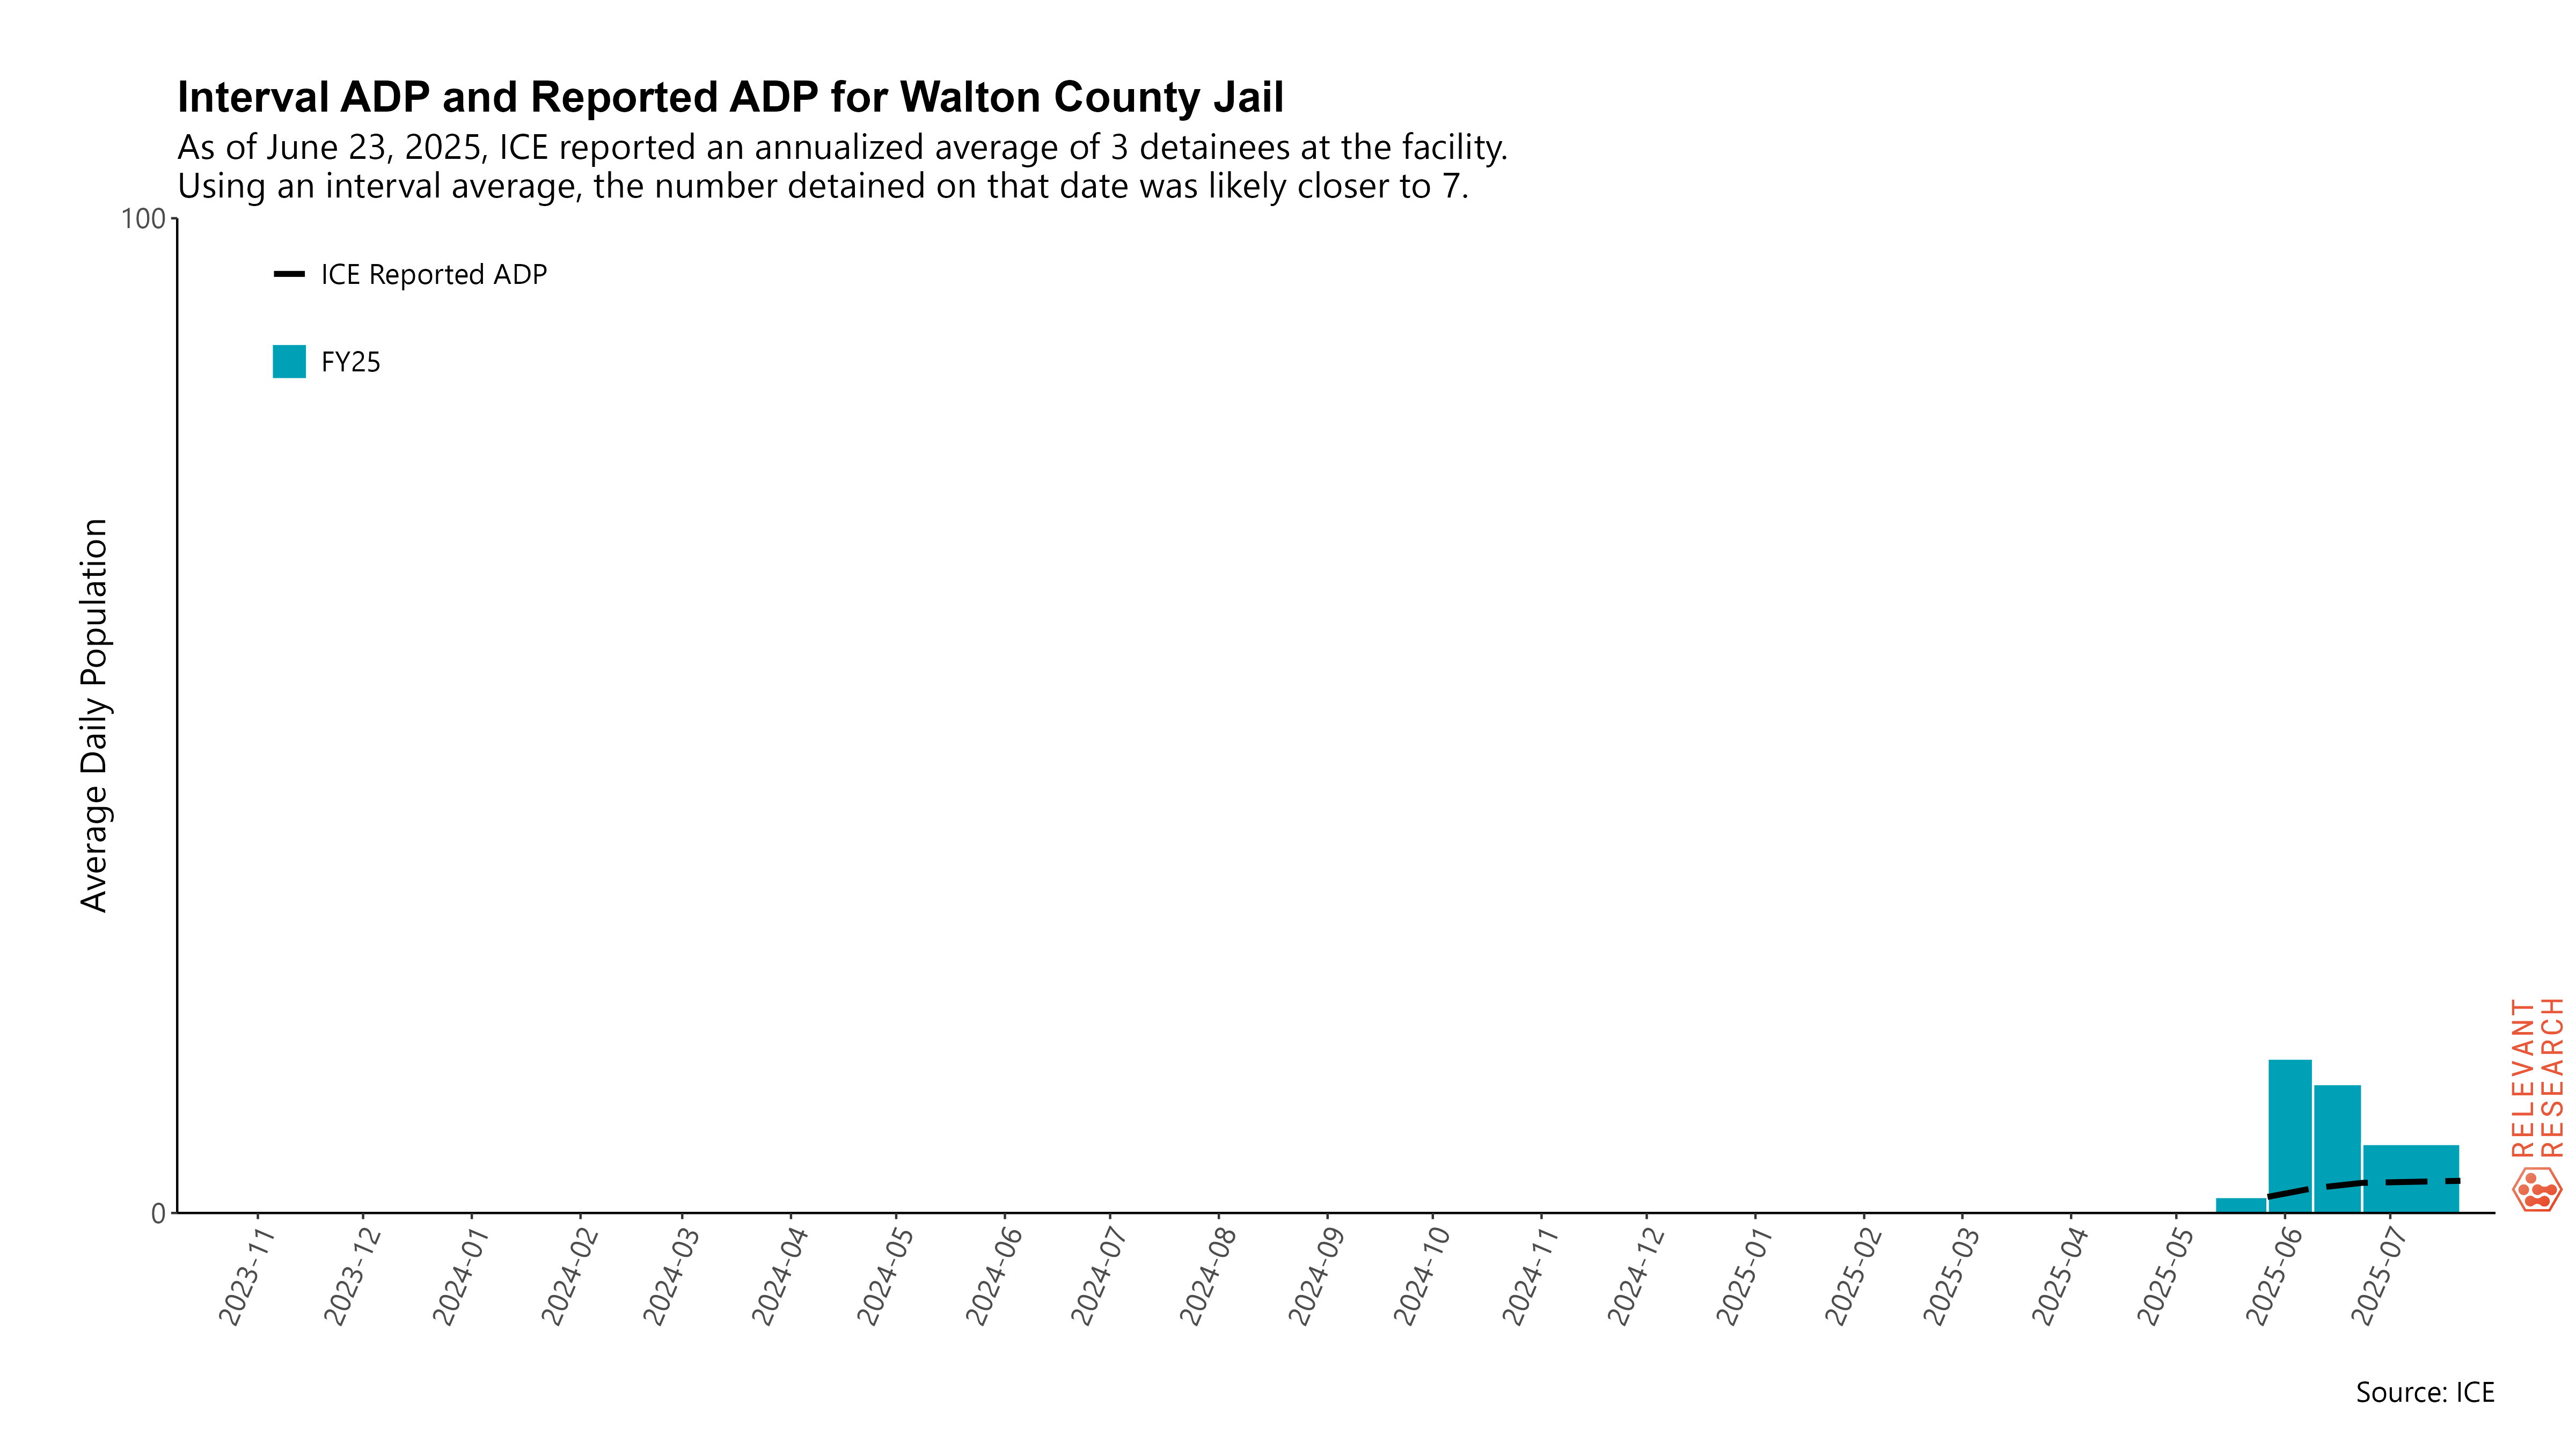 Interval ADP and Reported ADP for Walton County Jail
As of June 23, 2025, ICE reported an annualized average of 3 detainees at the facility.
Using an interval average, the number detained on that date was likely closer to 7.
100
ICE Reported ADP
FY25
Average Daily Population
0
2023-11
2023-12
2024-01
2024-02
2024-03
2024-04
2024-05
2024-06
2024-07
2024-08
2024-09
2024-10
2024-11
2024-12
2025-01
2025-02
2025-03
2025-04
2025-05
2025-06
2025-07
RELEVANT
RESEARCH
Source: ICE